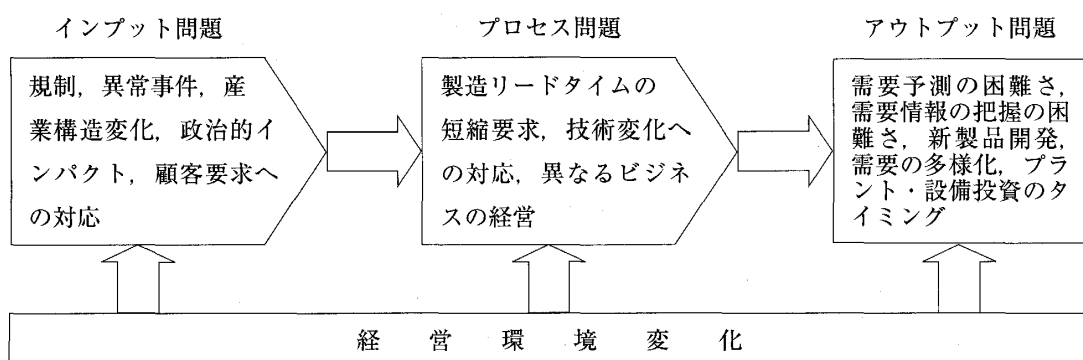 インプット問題
規制，異常事件，産
業構造変化，政治的イ
ンパクト，顧客要求へ
の対応
プロセス問題
製造リードタイムの
短縮要求，技術変化へ
の対応，異なるビジネ
スの経営
アウトプット問題
需要予測の困難さ，
需要情報の把握の困
難さ，新製品開発，
需要の多様化，プラ
ント・設備投資のタ
イミング
経営環境変化